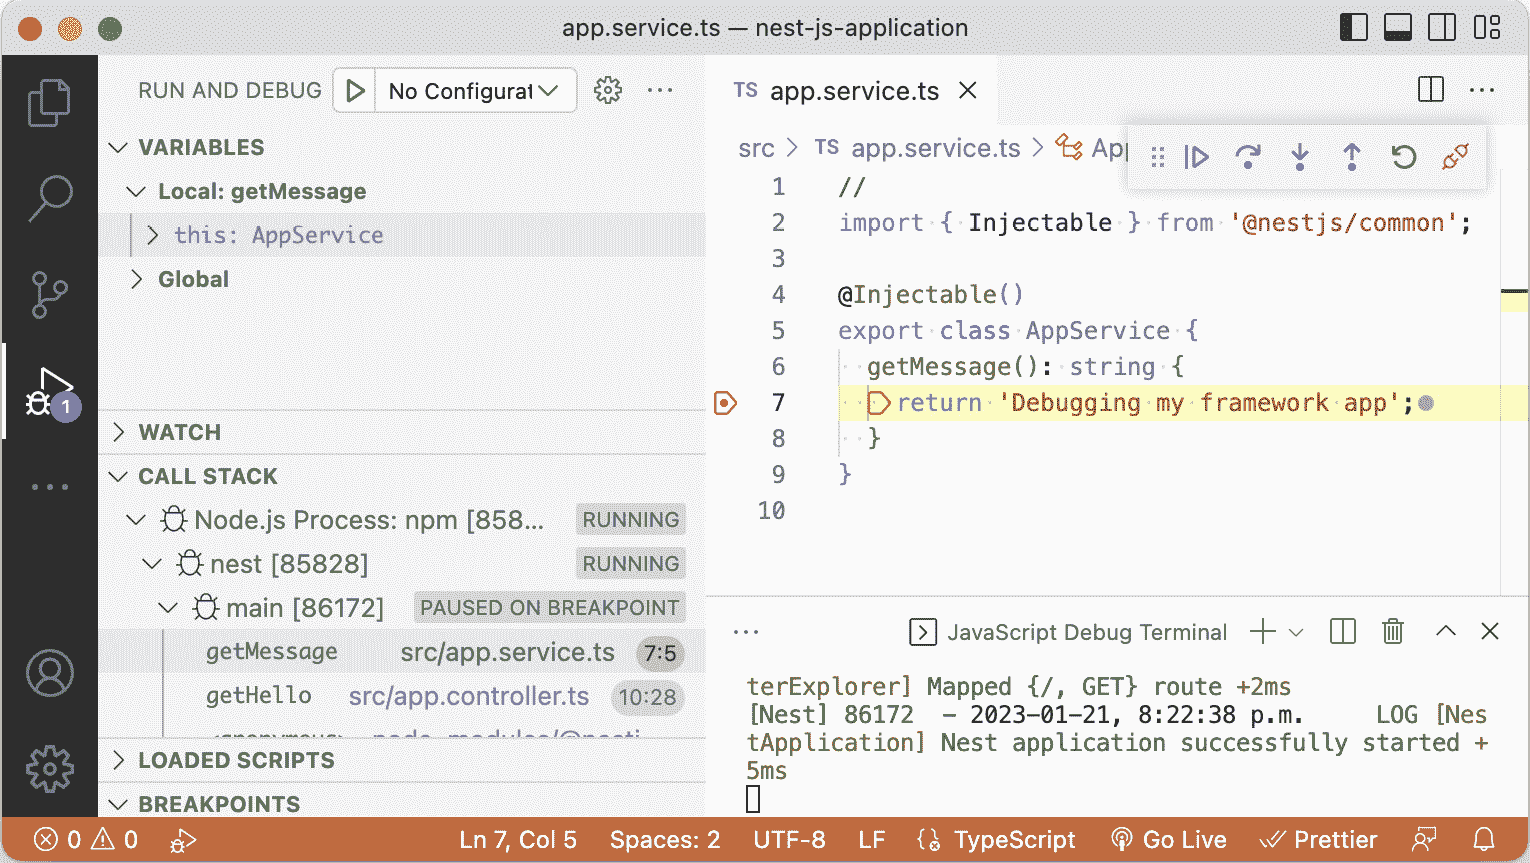 app.service.ts — nest-js-application
RUN AND DEBUG
No Configurat
VARIABLES
Local: getMessage
this: AppService
Global
1
WATCH
CALL STACK
Node.js Process: npm [858... RUNNING
nest [85828] RUNNING
main [86172] PAUSED ON BREAKPOINT
getMessage src/app.service.ts 7:5
getHello src/app.controller.ts 10:28
LOADED SCRIPTS
BREAKPOINTS
TS app.service.ts
src > TS app.service.ts > Ap
1 //
2 import { Injectable } from '@nestjs/common';
3
4 @Injectable()
5 export class AppService {
6 getMessage(): string {
7 return 'Debugging my framework app';
8 }
9 }
10
JavaScript Debug Terminal
terExplorer] Mapped {/, GET} route +2ms
[Nest] 86172 - 2023-01-21, 8:22:38 p.m. LOG [Nes
tApplication] Nest application successfully started +
5ms
0 0 Ln 7, Col 5 Spaces: 2 UTF-8 LF TypeScript Go Live Prettier